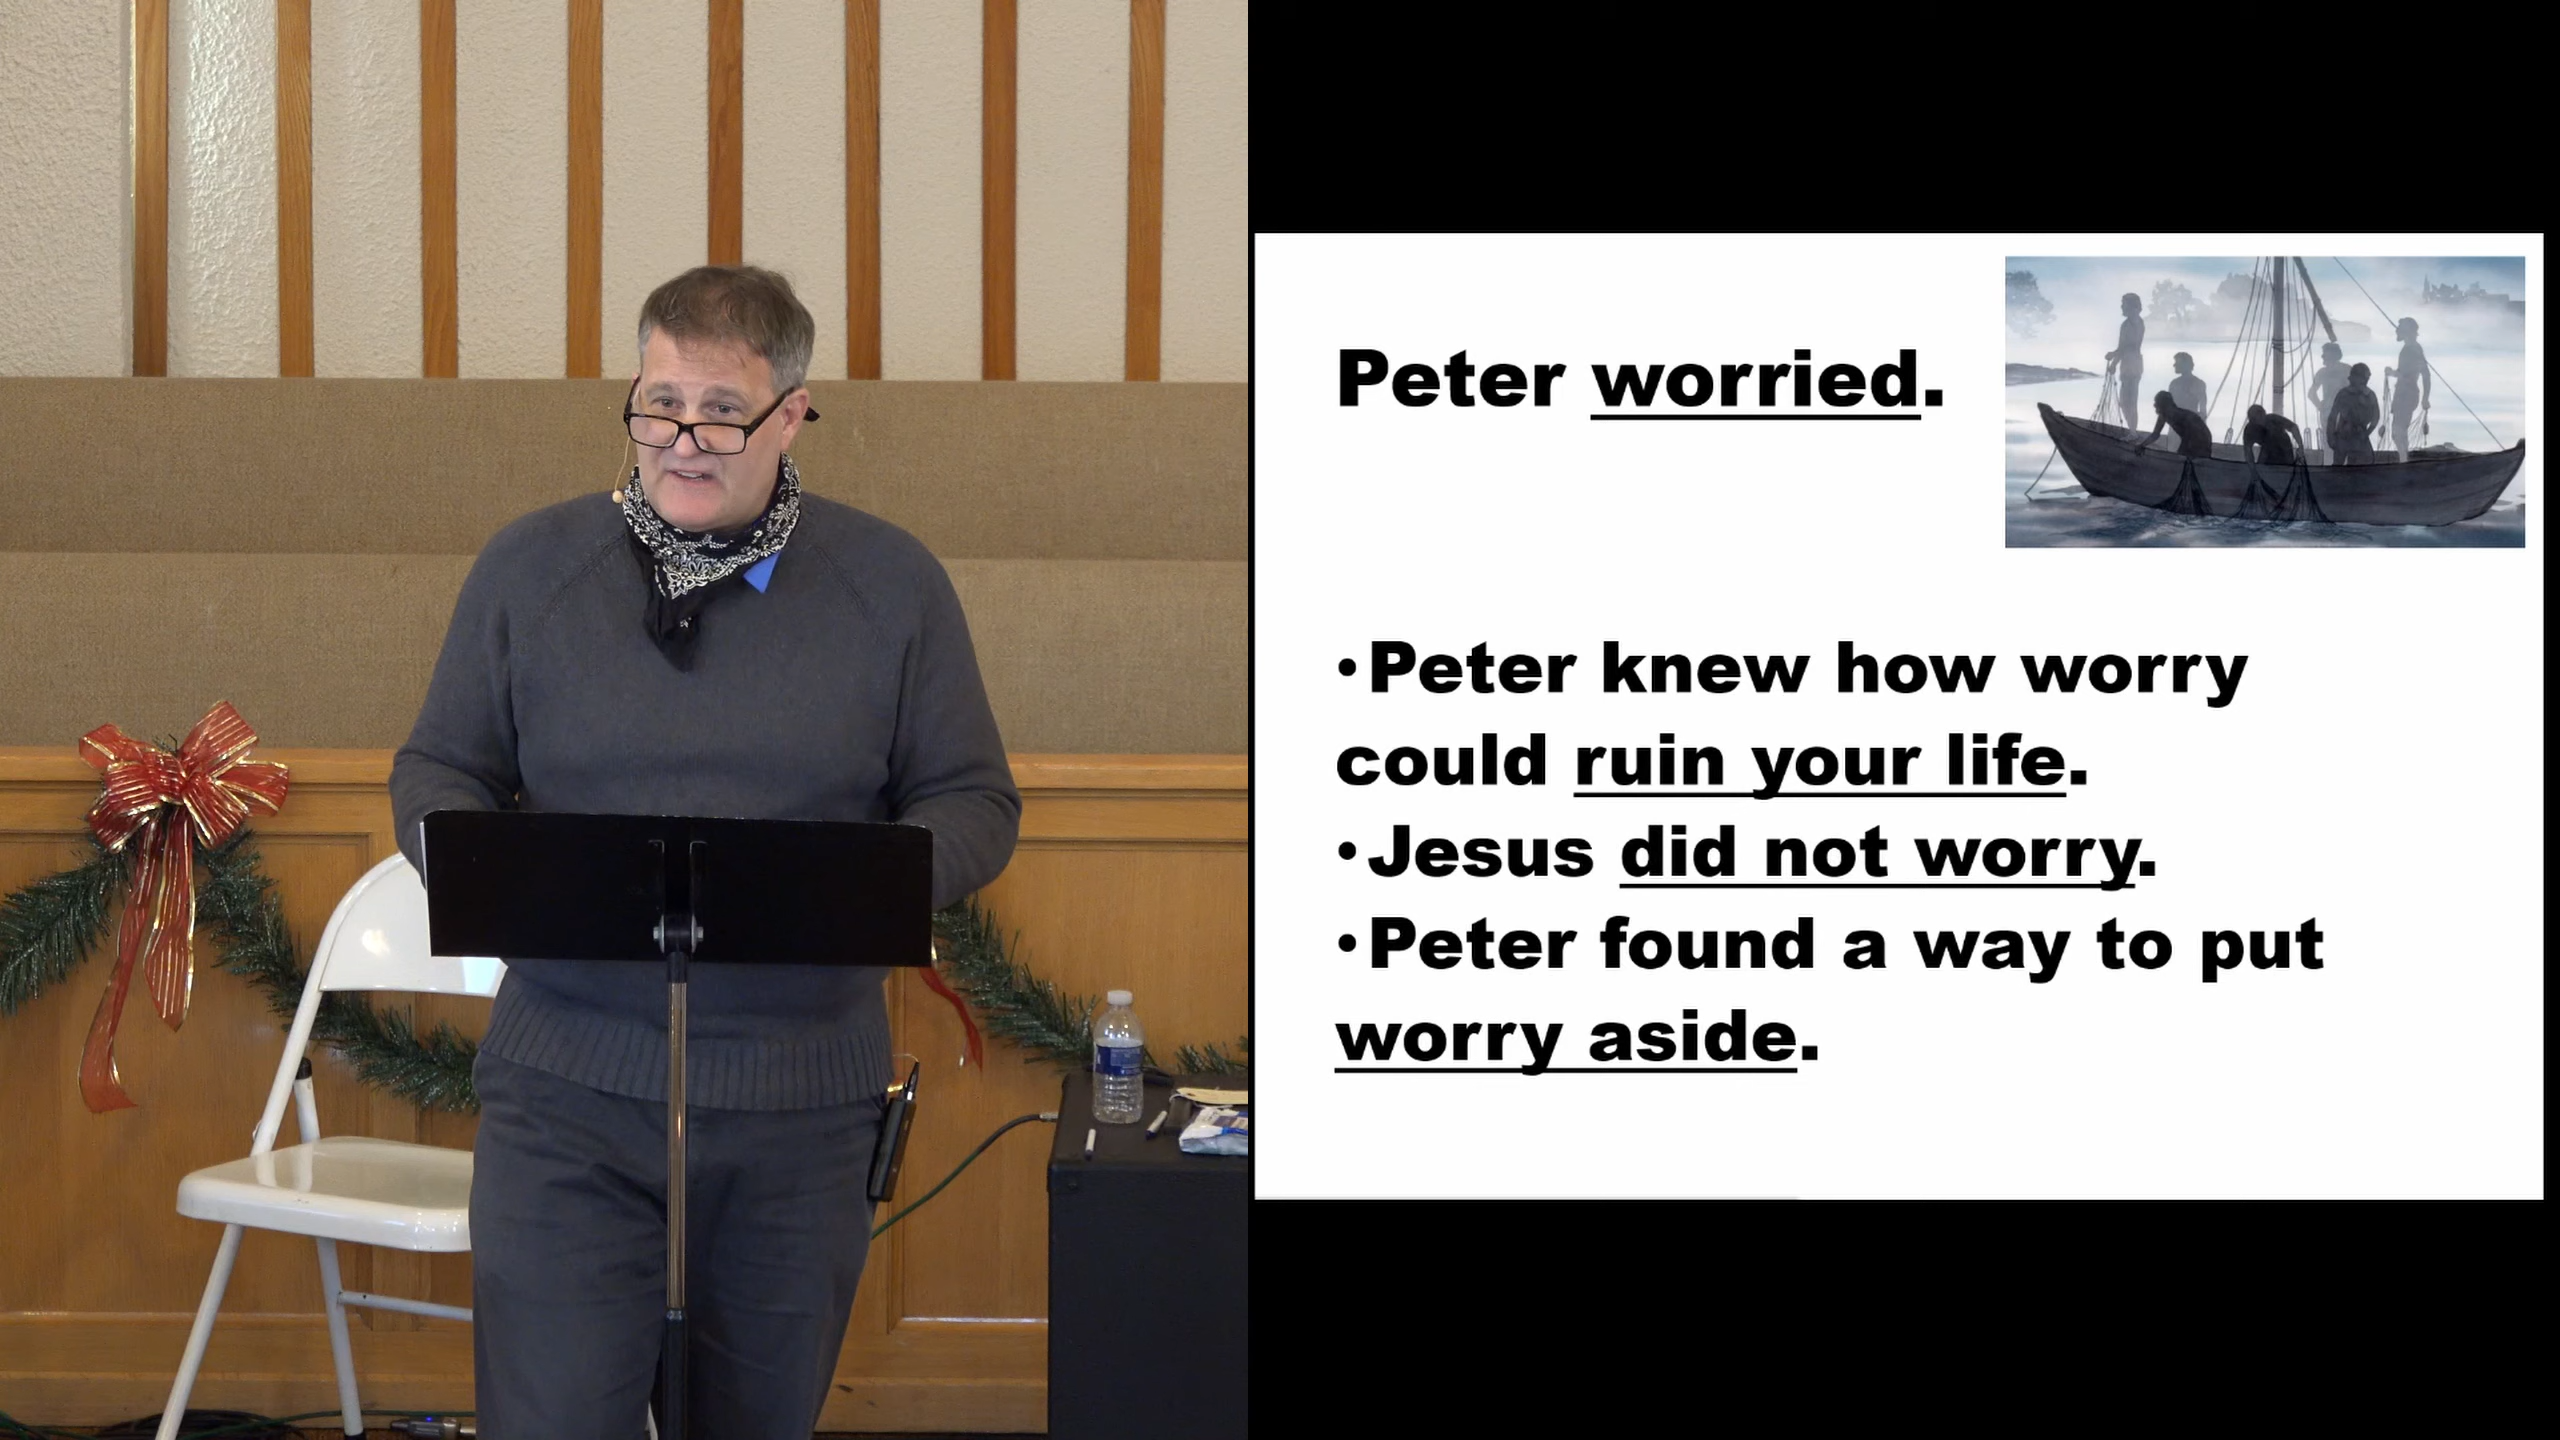 Peter worried.
•Peter knew how worry
could ruin your life.
•Jesus did not worry.
•Peter found a way to put
worry aside.